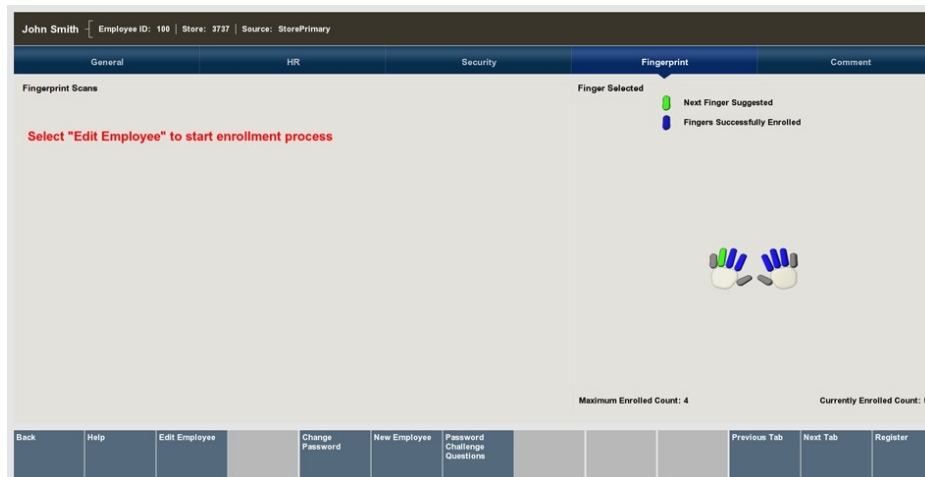 John Smith Employee ID: 100 | Store: 3737 | Source: StorePrimary
General HR Security Fingerprint Comment
Fingerprint Scans
Finger Selected
Next Finger Suggested
Fingers Successfully Enrolled
Select "Edit Employee" to start enrollment process
Maximum Enrolled Count: 4 Currently Enrolled Count:
Back Help Edit Employee Change Password New Employee Password Challenge Questions Previous Tab Next Tab Register